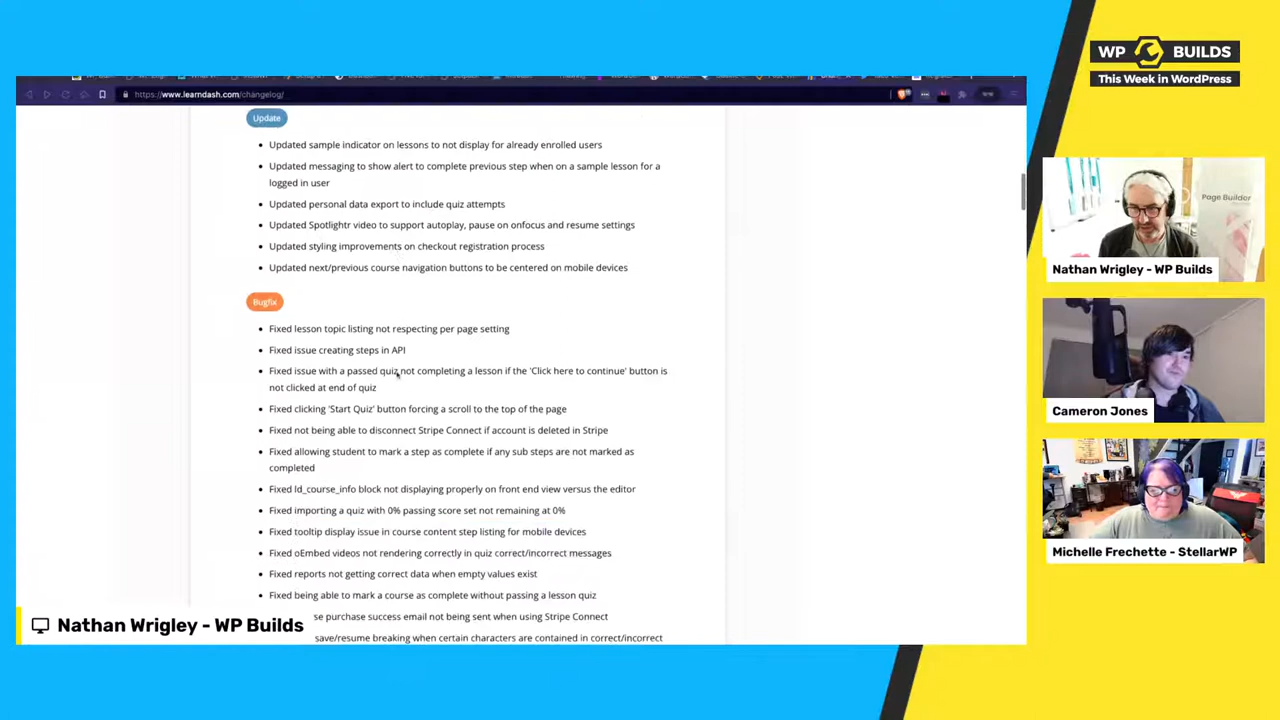 WP BUILDS
This Week in WordPress
https://www.learndash.com/changelog/
Update
Updated sample indicator on lessons to not display for already enrolled users
Updated messaging to show alert to complete previous step when on a sample lesson for a
logged in user
Updated personal data export to include quiz attempts
Updated Spotlightr video to support autoplay, pause on onfocus and resume settings
Updated styling improvements on checkout registration process
Updated next/previous course navigation buttons to be centered on mobile devices
Bugfix
Fixed lesson topic listing not respecting per page setting
Fixed issue creating steps in API
Fixed issue with a passed quiz not completing a lesson if the 'Click here to continue' button is
not clicked at end of quiz
Fixed clicking 'Start Quiz' button forcing a scroll to the top of the page
Fixed not being able to disconnect Stripe Connect if account is deleted in Stripe
Fixed allowing student to mark a step as complete if any sub steps are not marked as
completed
Fixed ld_course_info block not displaying properly on front end view versus the editor
Fixed importing a quiz with 0% passing score set not remaining at 0%
Fixed tooltip display issue in course content step listing for mobile devices
Fixed oEmbed videos not rendering correctly in quiz correct/incorrect messages
Fixed reports not getting correct data when empty values exist
Fixed being able to mark a course as complete without passing a lesson quiz
se purchase success email not being sent when using Stripe Connect
save/resume breaking when certain characters are contained in correct/incorrect
Nathan Wrigley - WP Builds
Page Builder
Nathan Wrigley - WP Builds
Cameron Jones
Michelle Frechette - StellarWP